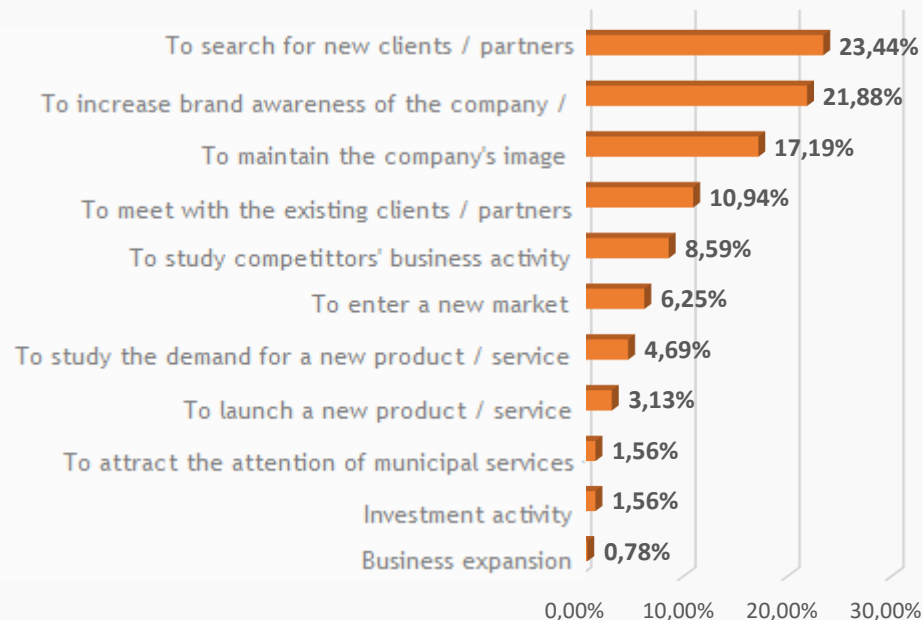 To search for new clients / partners 23,44%
To increase brand awareness of the company / 21,88%
To maintain the company's image 17,19%
To meet with the existing clients / partners 10,94%
To study competittors' business activity 8,59%
To enter a new market 6,25%
To study the demand for a new product / service 4,69%
To launch a new product / service 3,13%
To attract the attention of municipal services 1,56%
Investment activity 1,56%
Business expansion 0,78%
0,00% 10,00% 20,00% 30,00%